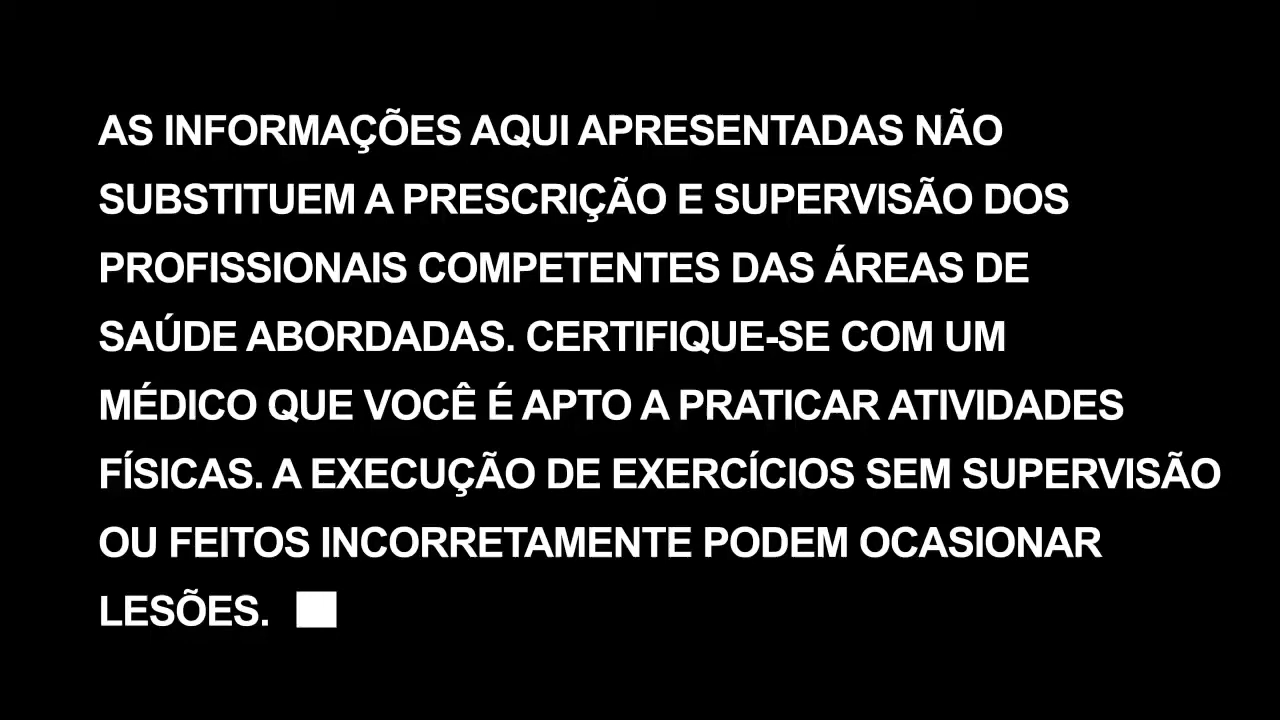 AS INFORMAÇÕES AQUI APRESENTADAS NÃO
SUBSTITUEM A PRESCRIÇÃO E SUPERVISÃO DOS
PROFISSIONAIS COMPETENTES DAS ÁREAS DE
SAÚDE ABORDADAS. CERTIFIQUE-SE COM UM
MÉDICO QUE VOCÊ É APTO A PRATICAR ATIVIDADES
FÍSICAS. A EXECUÇÃO DE EXERCÍCIOS SEM SUPERVISÃO
OU FEITOS INCORRETAMENTE PODEM OCASIONAR
LESÕES.